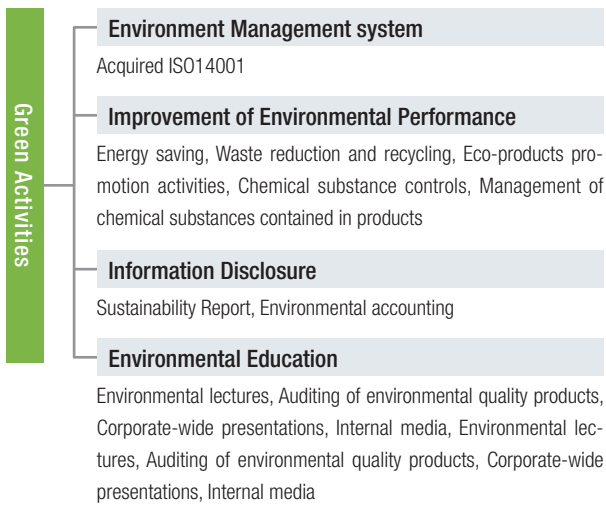 Green Activities
Environment Management system
Acquired ISO14001
Improvement of Environmental Performance
Energy saving, Waste reduction and recycling, Eco-products pro-
motion activities, Chemical substance controls, Management of
chemical substances contained in products
Information Disclosure
Sustainability Report, Environmental accounting
Environmental Education
Environmental lectures, Auditing of environmental quality products,
Corporate-wide presentations, Internal media, Environmental lec-
tures, Auditing of environmental quality products, Corporate-wide
presentations, Internal media